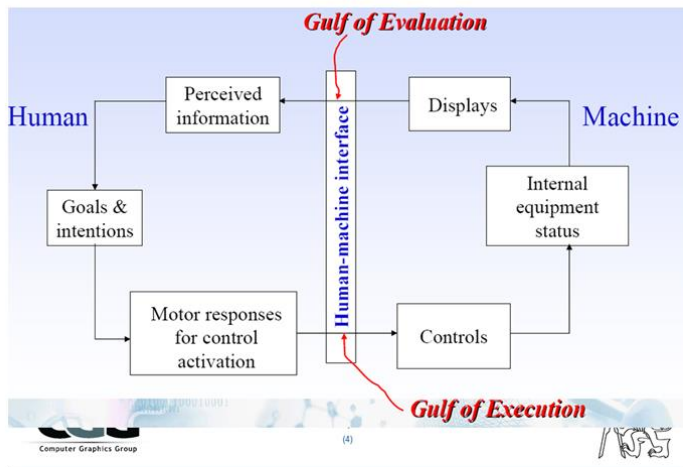 Gulf of Evaluation
Human
Perceived
information
Displays
Machine
Human-machine interface
Goals &
intentions
Internal
equipment
status
Motor responses
for control
activation
Controls
Gulf of Execution
Computer Graphics Group
(4)